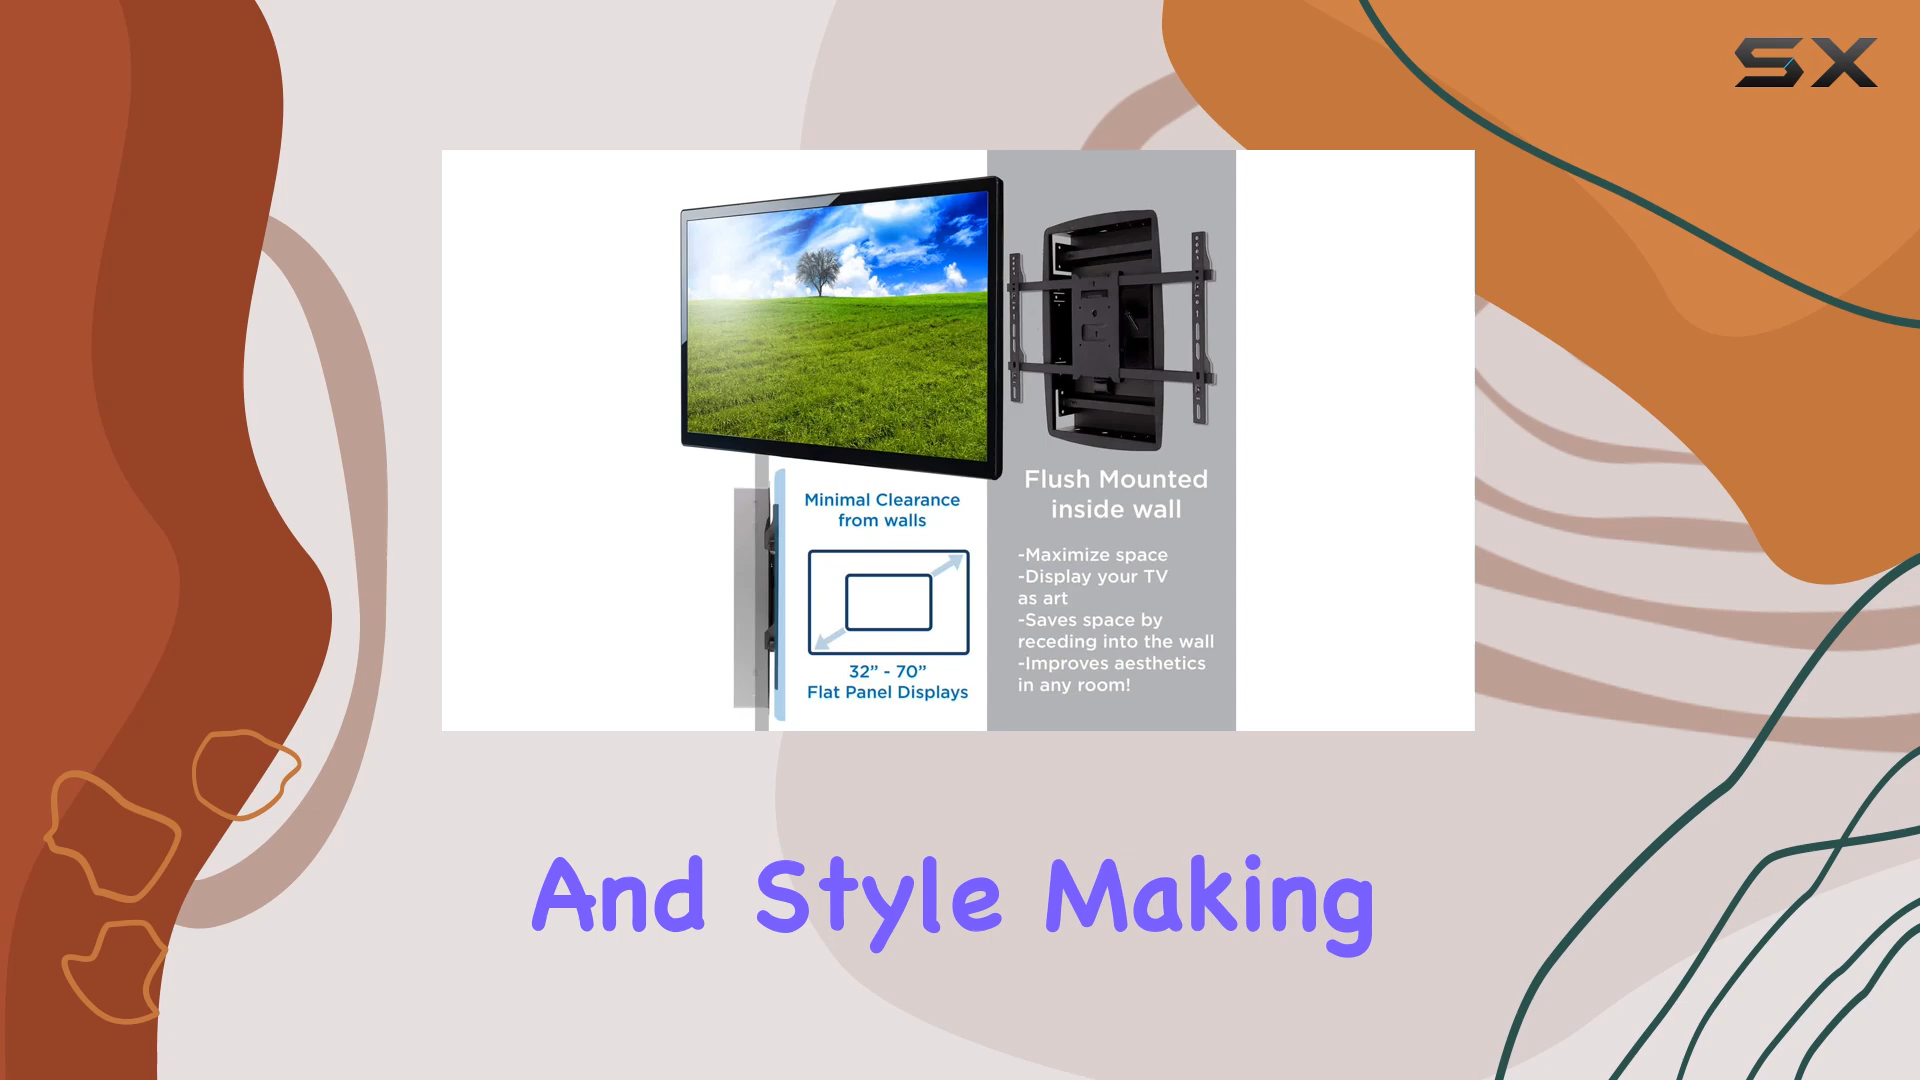 SX
Minimal Clearance
from walls
32” - 70”
Flat Panel Displays
Flush Mounted
inside wall
-Maximize space
-Display your TV
as art
-Saves space by
receding into the wall
-Improves aesthetics
in any room!
And Style Making